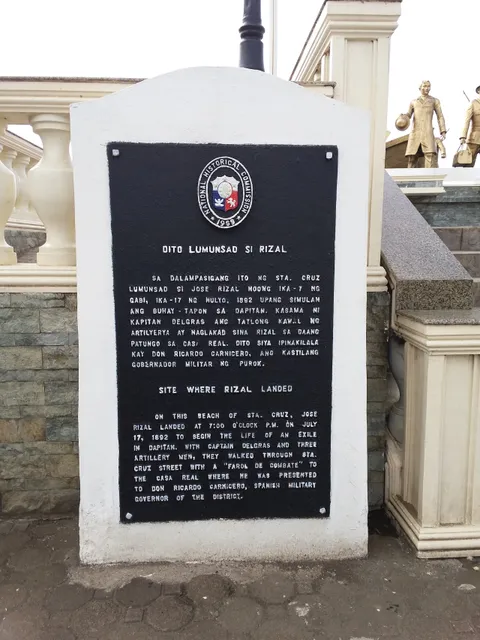 NATIONAL HISTORICAL COMMISSION
1959
DITO LUMUNSAD SI RIZAL
SA DALAMPASIGANG ITO NG STA. CRUZ
LUMUNSAD SI JOSE RIZAL NOONG IKA-7 NG
GABI, IKA-17 NG HULYO, 1892 UPANG SIMULAN
ANG BUHAY-TAPON SA DAPITAN. KASAMA NI
KAPITAN DELGRAS ANG TATLONG KAWAL NG
ARTILYERYA AY NAGLAKAD SINA RIZAL SA DAANG
PATUNGO SA CASA REAL. DITO SIYA IPINAKILALA
KAY DON RICARDO CARNICERO, ANG KASTILANG
GOBERNADOR MILITAR NG PUROK.
SITE WHERE RIZAL LANDED
ON THIS BEACH OF STA. CRUZ, JOSE
RIZAL LANDED AT 7:00 O'CLOCK P.M. ON JULY
17, 1892 TO BEGIN THE LIFE OF AN EXILE
IN DAPITAN. WITH CAPTAIN DELGRAS AND THREE
ARTILLERY MEN, THEY WALKED THROUGH STA.
CRUZ STREET WITH A "FAROL DE COMBATE" TO
THE CASA REAL WHERE HE WAS PRESENTED
TO DON RICARDO CARNICERO, SPANISH MILITARY
GOVERNOR OF THE DISTRICT.